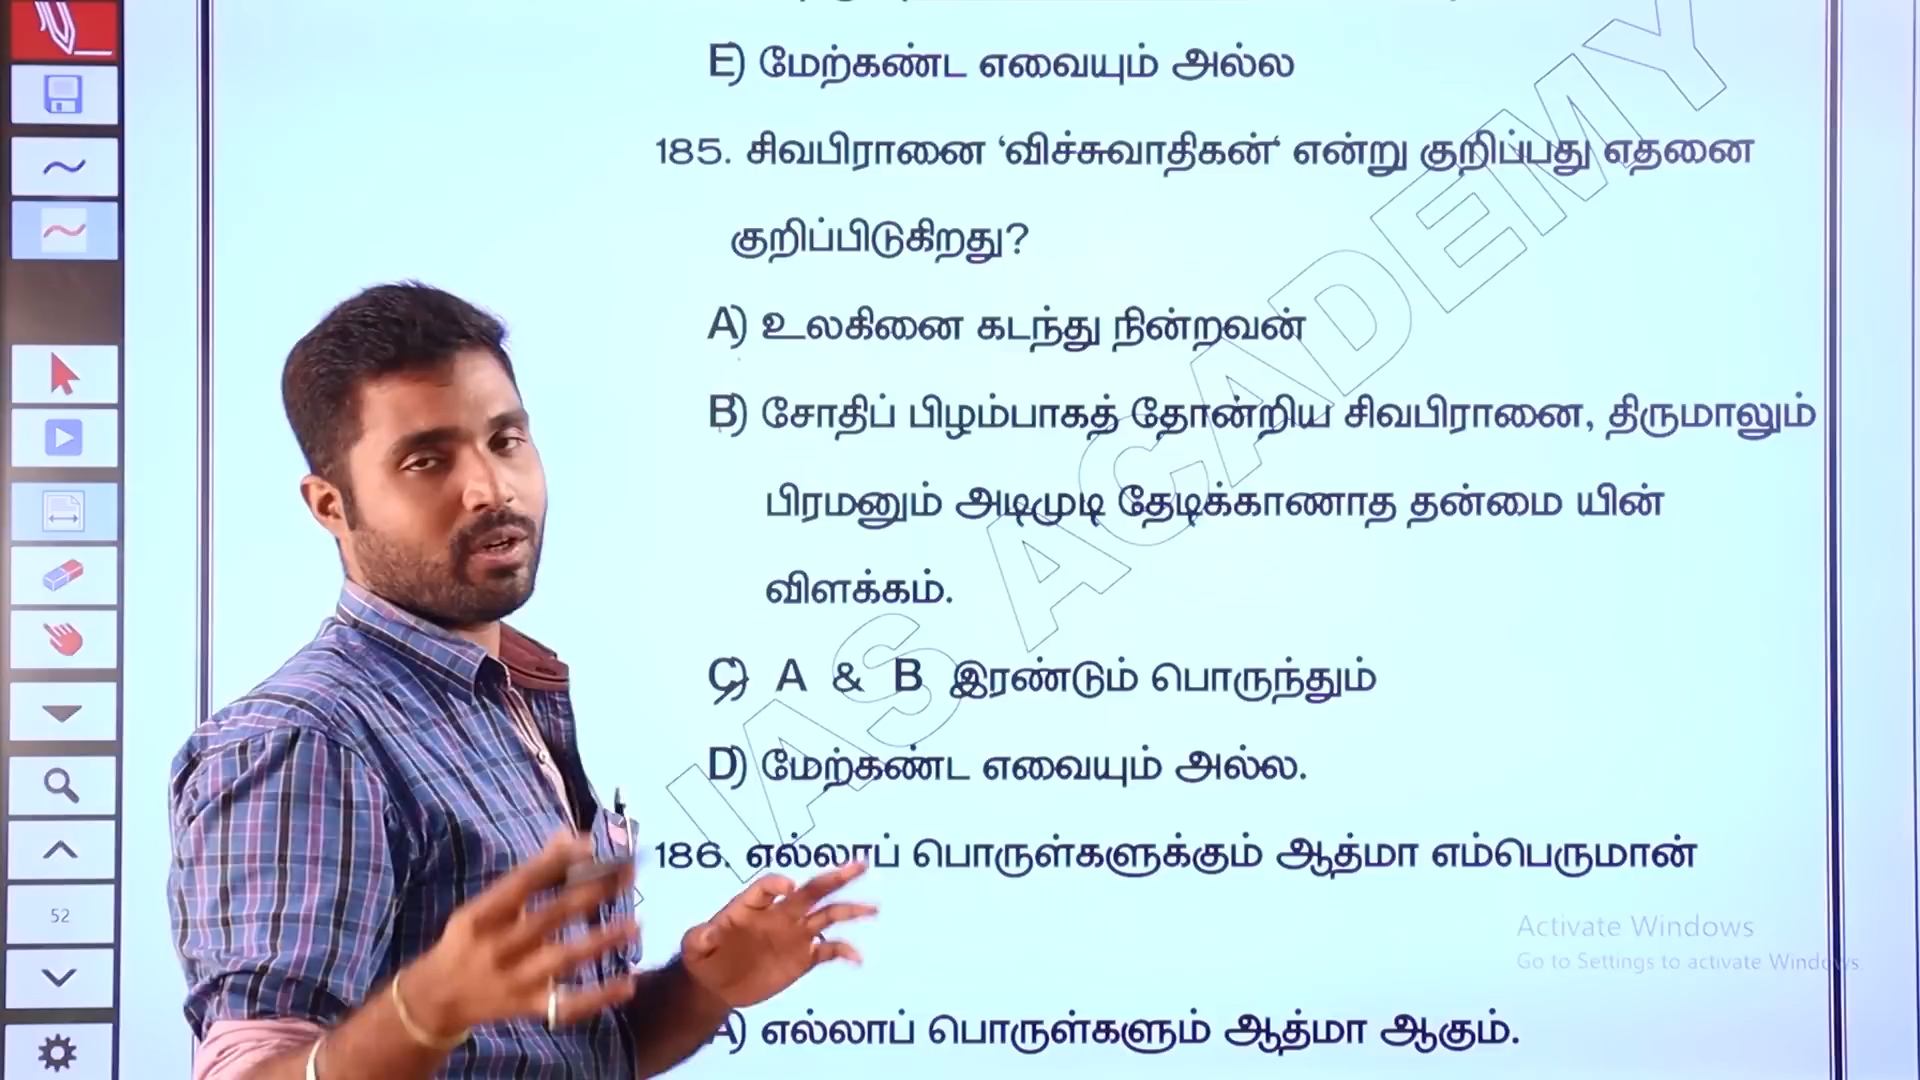 E) மேற்கண்ட எவையும் அல்ல
185. சிவபிரானை ‘விச்சுவாதிகன்‘ என்று குறிப்பது எதனை
குறிப்பிடுகிறது?
A) உலகினை கடந்து நின்றவன்
B) சோதிப் பிழம்பாகத் தோன்றிய சிவபிரானை, திருமாலும்
பிரமனும் அடிமுடி தேடிக்காணாத தன்மை யின்
விளக்கம்.
C) A & B இரண்டும் பொருந்தும்
D) மேற்கண்ட எவையும் அல்ல.
186. எல்லாப் பொருள்களுக்கும் ஆத்மா எம்பெருமான்
A) எல்லாப் பொருள்களும் ஆத்மா ஆகும்.
IAS ACADEMY
52
Activate Windows
Go to Settings to activate Windows.